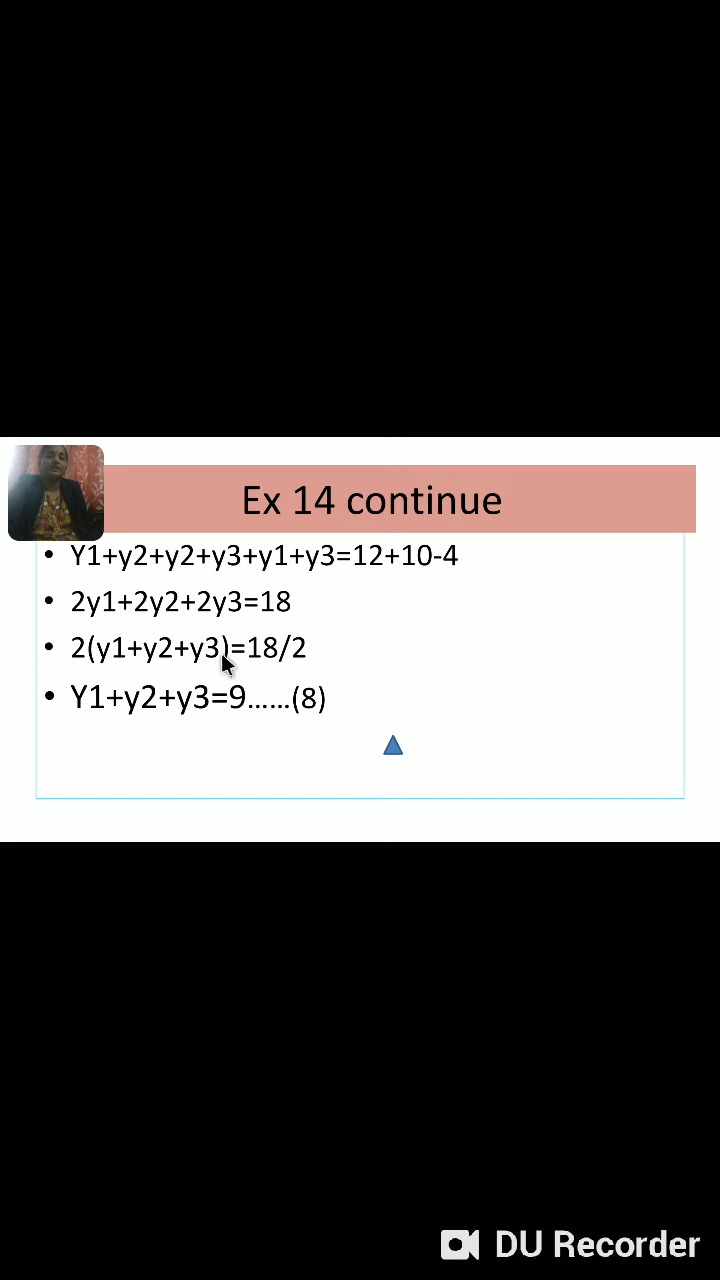 Ex 14 continue
• Y1+y2+y2+y3+y1+y3=12+10-4
• 2y1+2y2+2y3=18
• 2(y1+y2+y3)=18/2
• Y1+y2+y3=9......(8)
DU Recorder